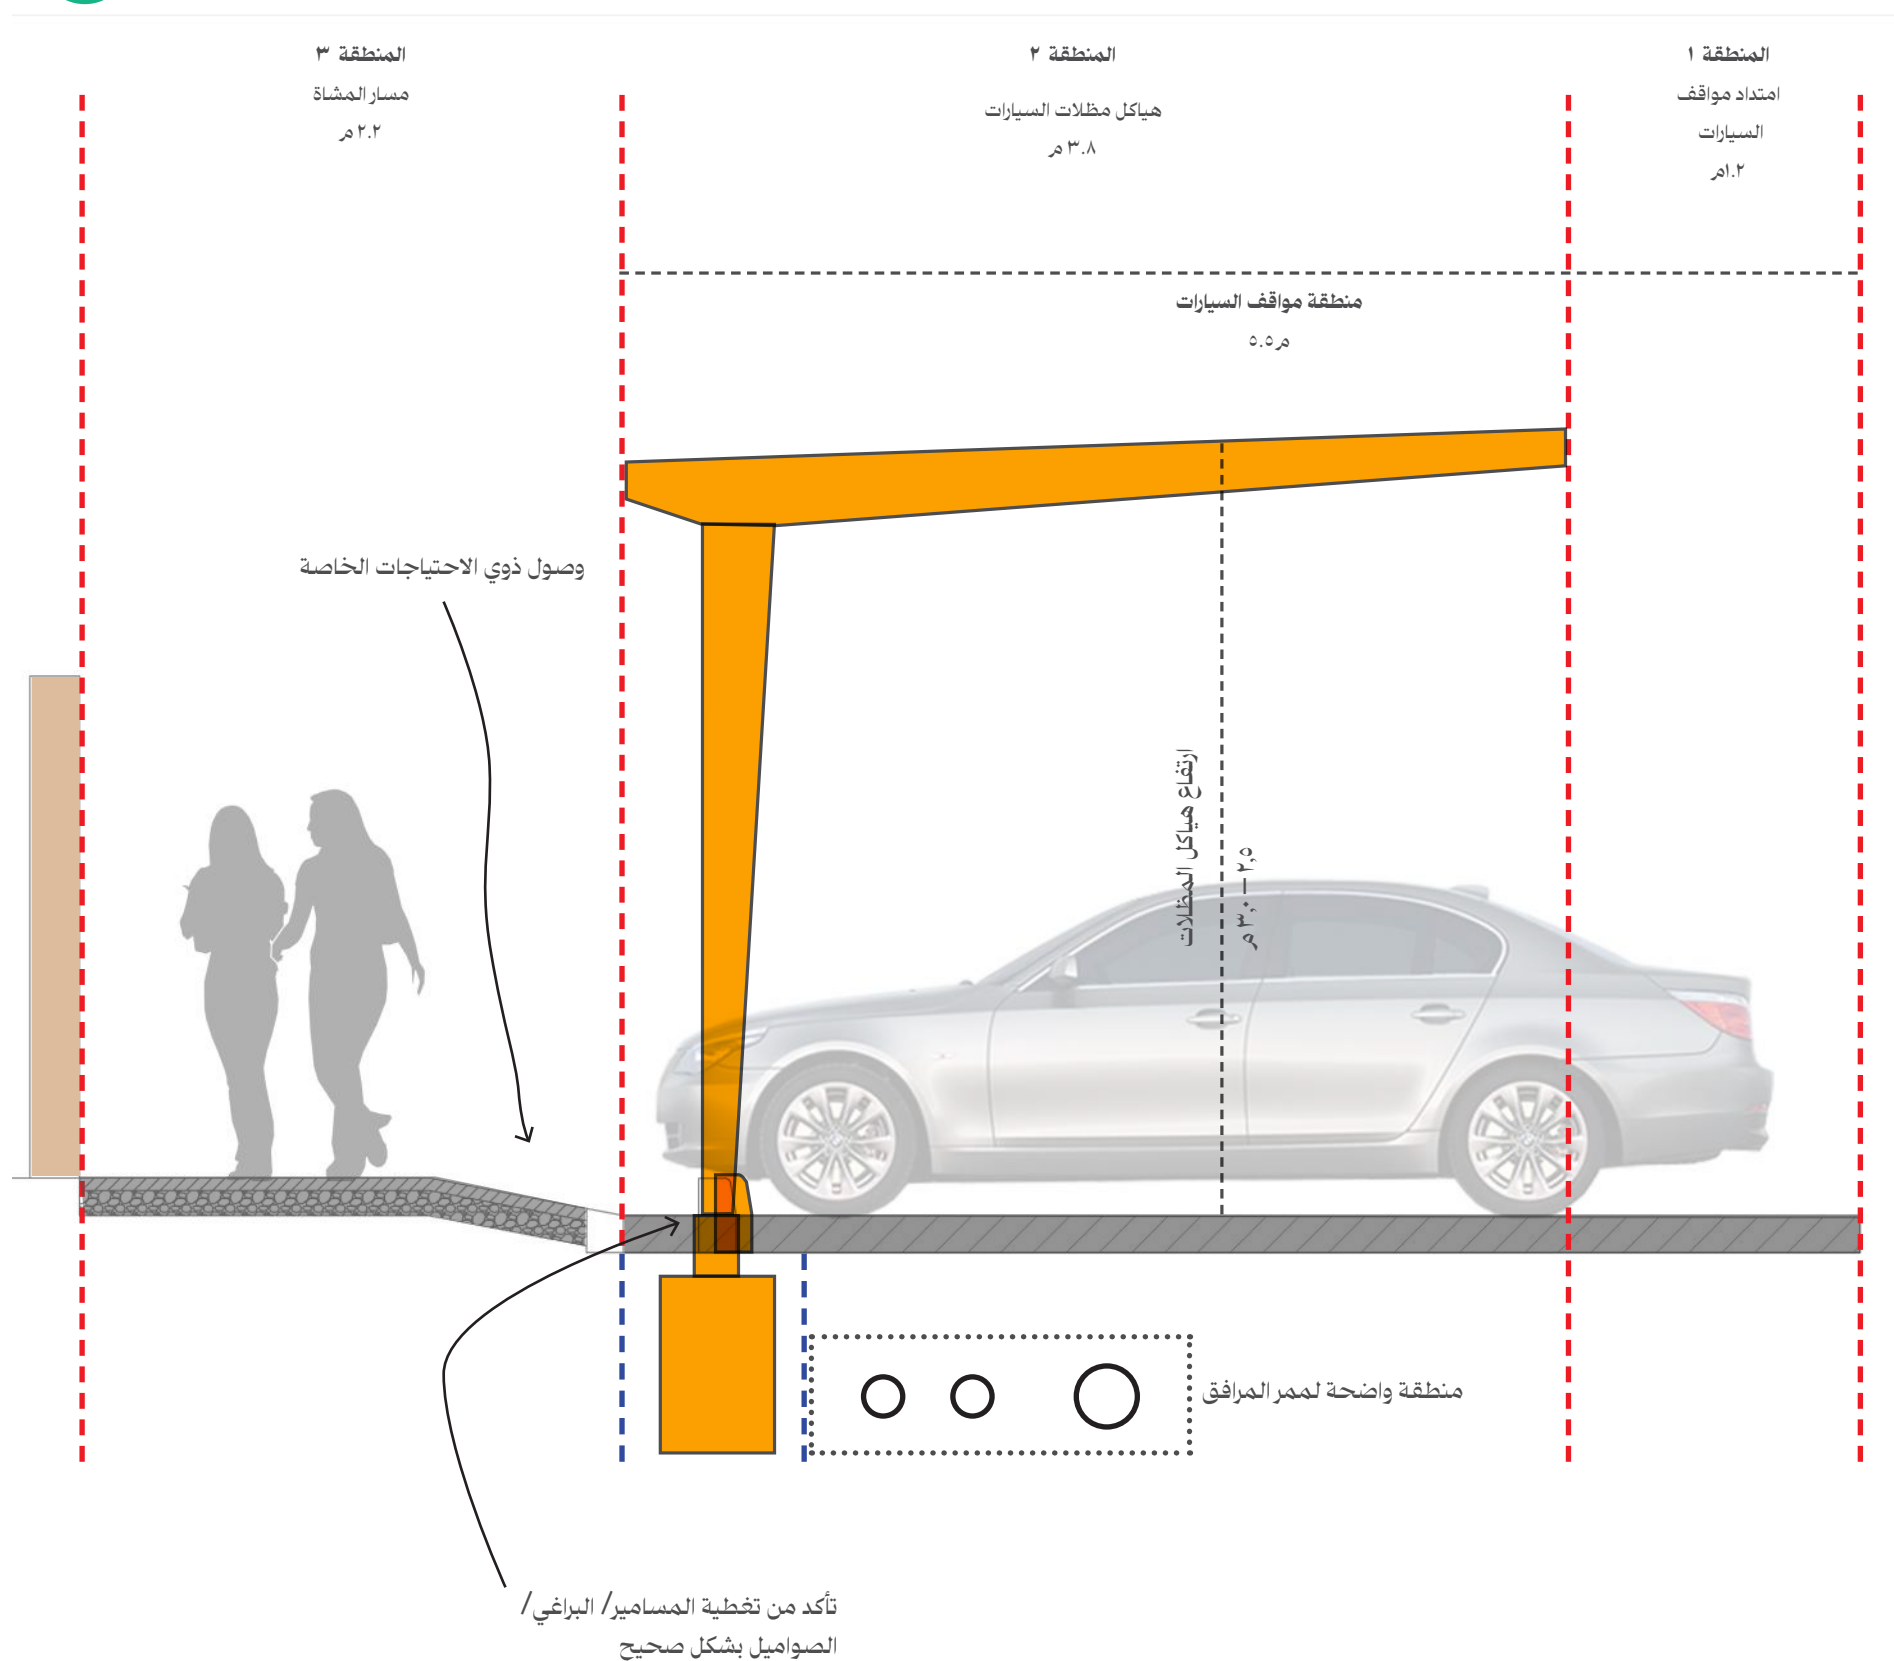 المنطقة ١
امتداد مواقف
السيارات
١.٢م
المنطقة ٢
هياكل مظلات السيارات
٣.٨ م
المنطقة ٣
مسار المشاة
٢.٢ م
منطقة مواقف السيارات
٥.٥م
وصول ذوي الاحتياجات الخاصة
ارتفاع هياكل المظلات
٢,٥ – ٣,٠ م
منطقة واضحة لممر المرافق
تأكد من تغطية المسامير/ البراغي/
الصواميل بشكل صحيح